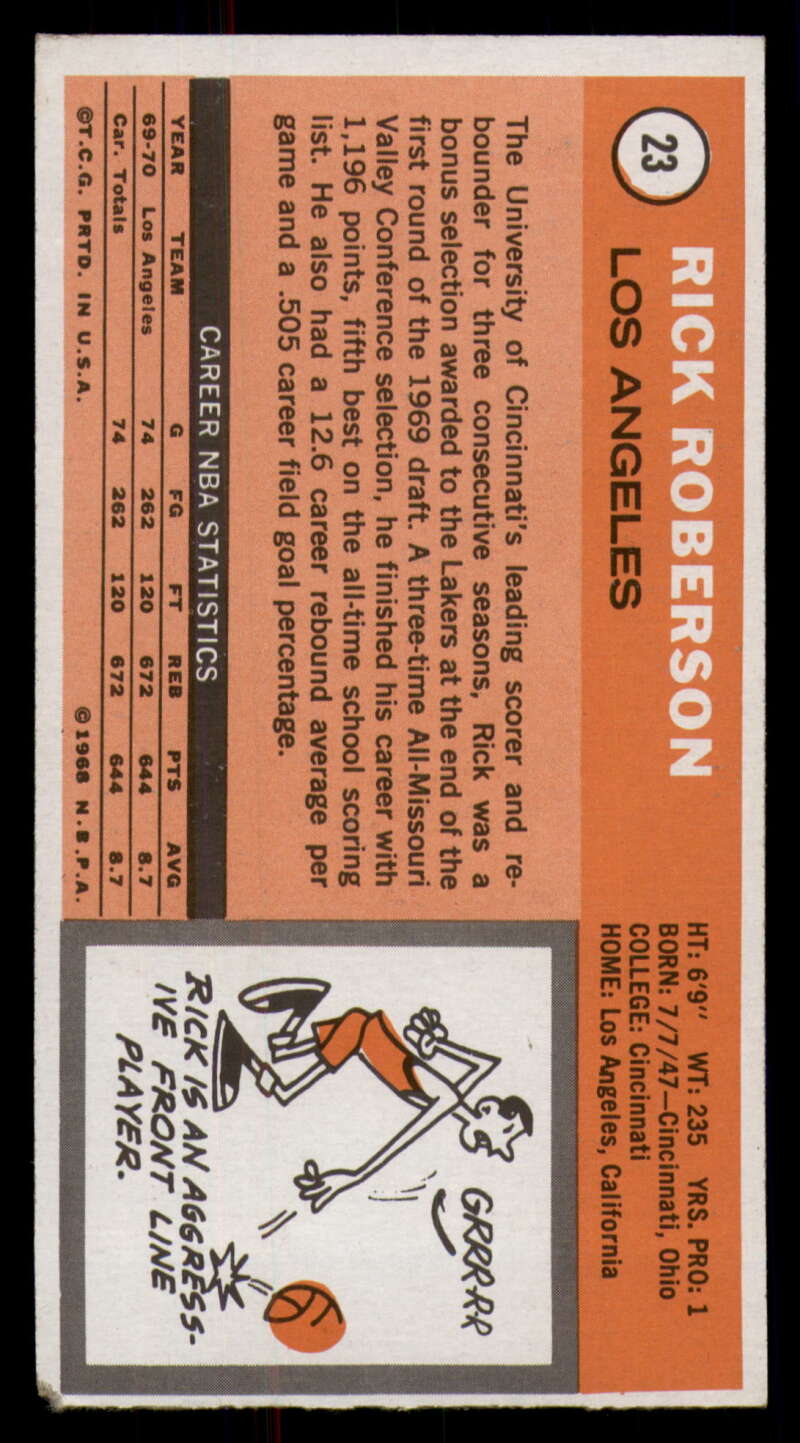 23
RICK ROBERSON
LOS ANGELES
HT: 6'9" WT: 235 YRS. PRO: 1
BORN: 7/7/47—Cincinnati, Ohio
COLLEGE: Cincinnati
HOME: Los Angeles, California
The University of Cincinnati's leading scorer and re-
bounder for three consecutive seasons, Rick was a
bonus selection awarded to the Lakers at the end of the
first round of the 1969 draft. A three-time All-Missouri
Valley Conference selection, he finished his career with
1,196 points, fifth best on the all-time school scoring
list. He also had a 12.6 career rebound average per
game and a .505 career field goal percentage.
CAREER NBA STATISTICS
YEAR TEAM G FG FT REB PTS AVG
69-70 Los Angeles 74 262 120 672 644 8.7
Car. Totals 74 262 120 672 644 8.7
©T.C.G. PRTD. IN U.S.A. ©1968 N.B.P.A.
GRRR-R-R
RICK IS AN AGGRESS-
IVE FRONT LINE
PLAYER.